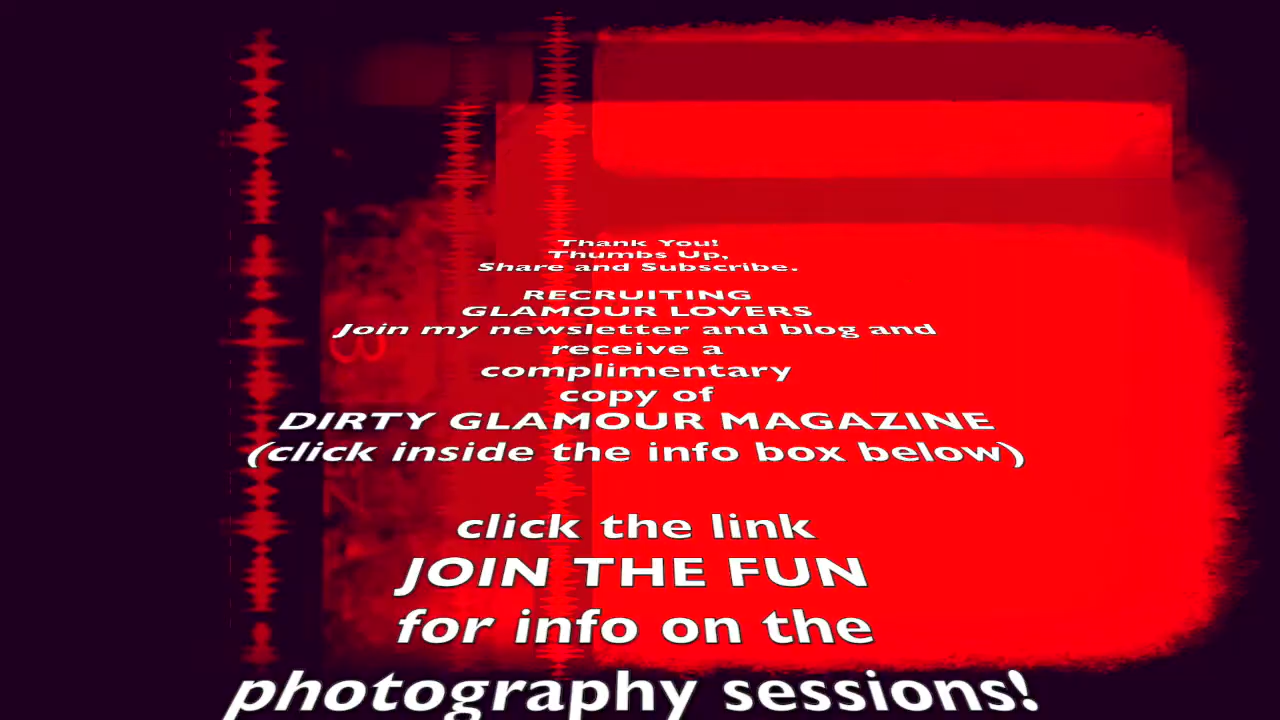 Thank You!
Thumbs Up,
Share and Subscribe.
RECRUITING
GLAMOUR LOVERS
Join my newsletter and blog and
receive a
complimentary
copy of
DIRTY GLAMOUR MAGAZINE
(click inside the info box below)
click the link
JOIN THE FUN
for info on the
photography sessions!